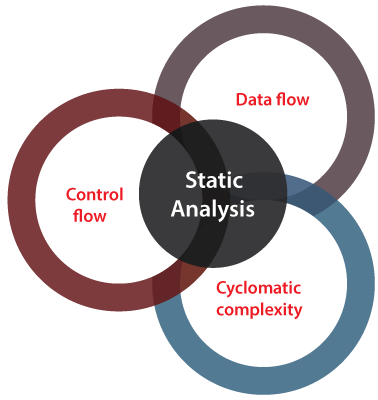 Data flow
Static
Analysis
Control
flow
Cyclomatic
complexity